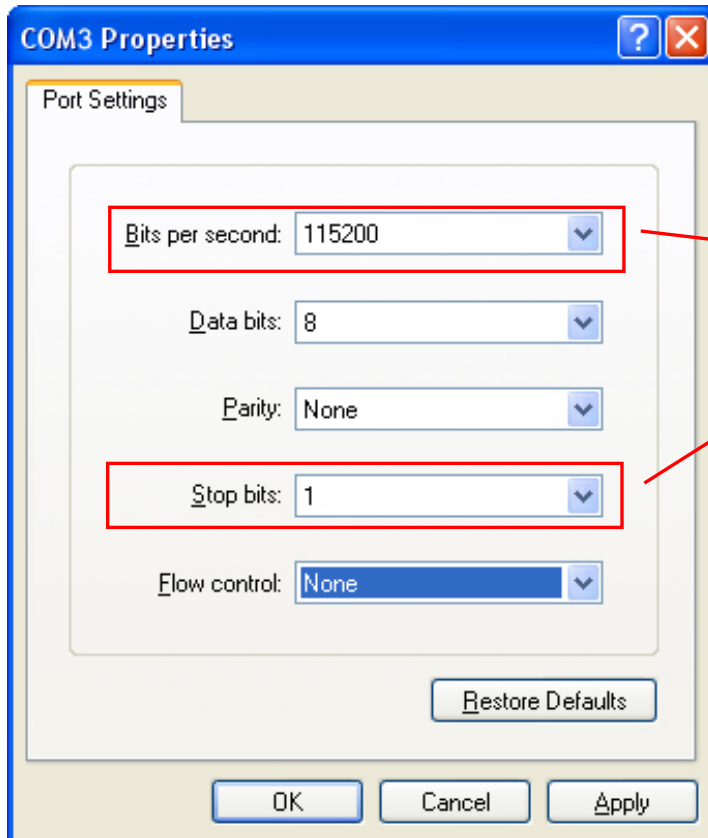 COM3 Properties
Port Settings
Bits per second: 115200
Data bits: 8
Parity: None
Stop bits: 1
Flow control: None
Restore Defaults
OK Cancel Apply